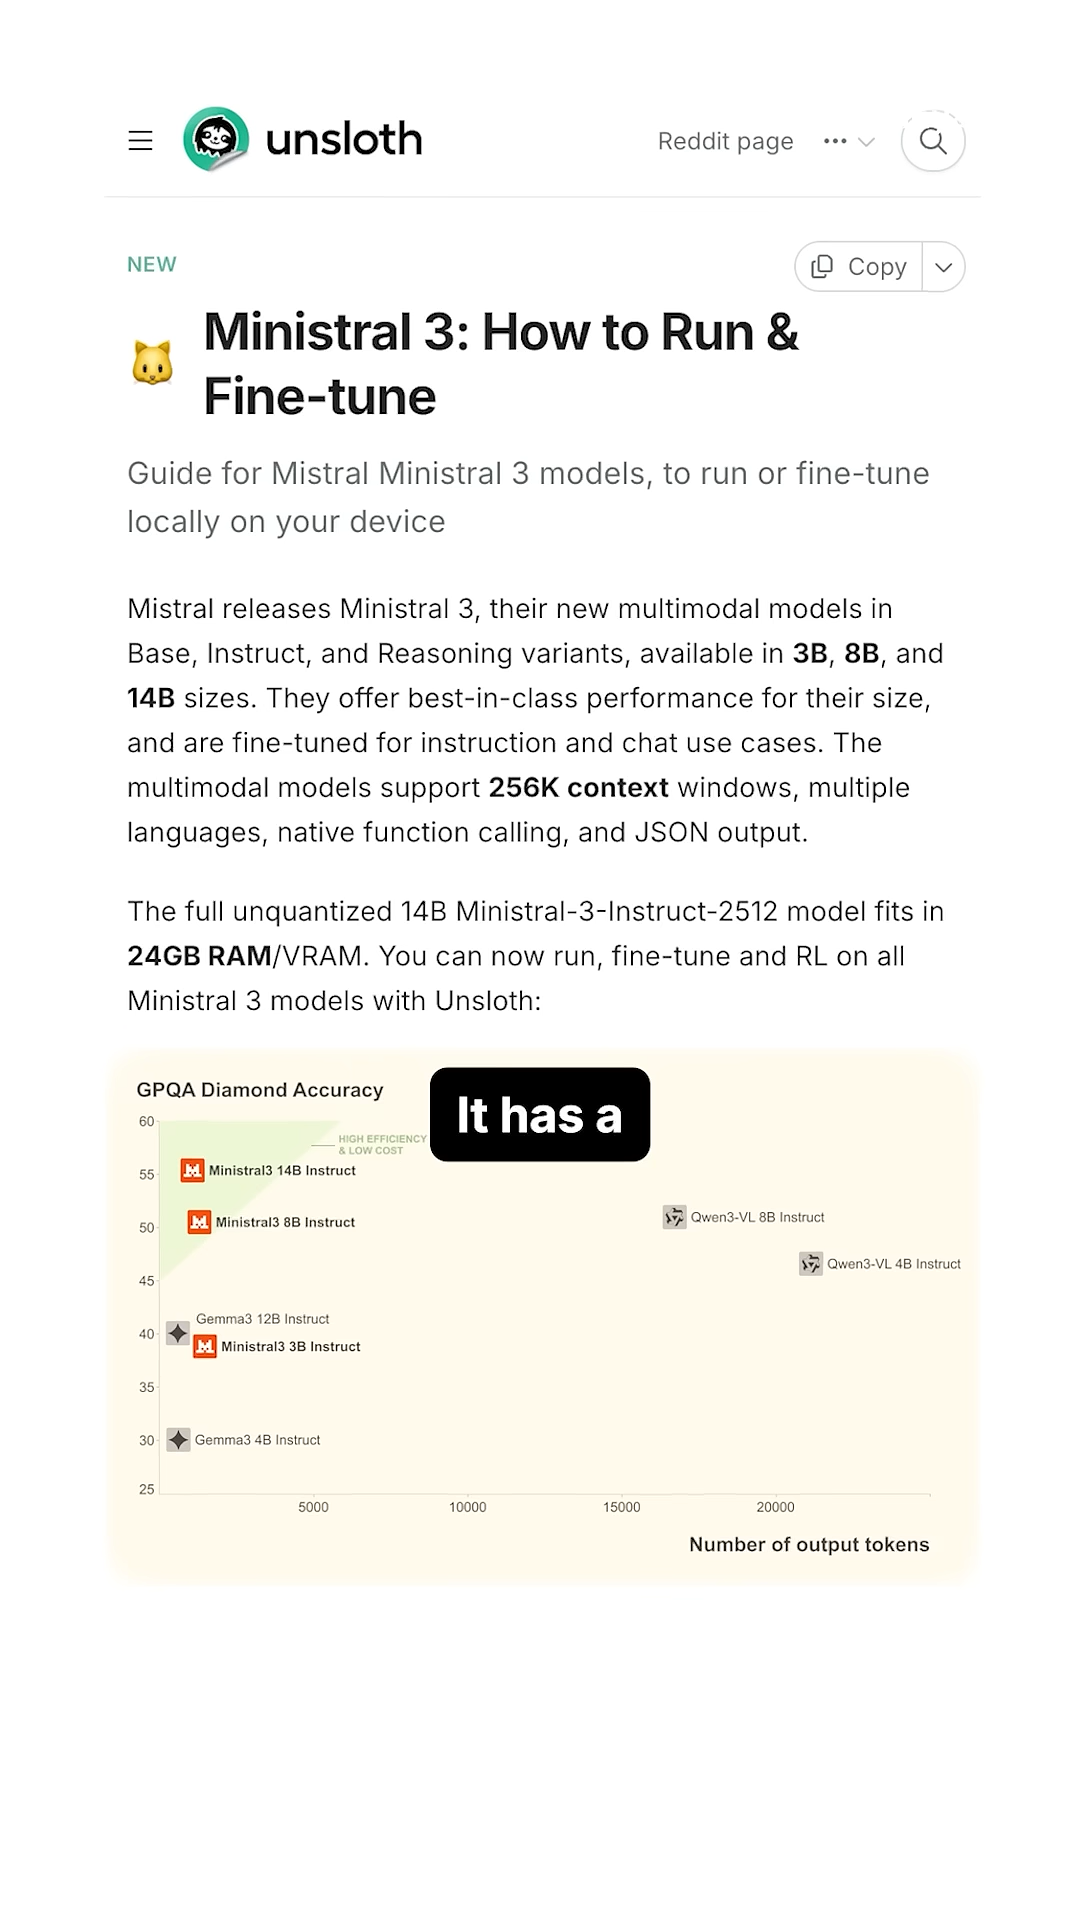 unsloth
Reddit page
NEW
Copy
Ministral 3: How to Run &
Fine-tune
Guide for Mistral Ministral 3 models, to run or fine-tune
locally on your device
Mistral releases Ministral 3, their new multimodal models in
Base, Instruct, and Reasoning variants, available in 3B, 8B, and
14B sizes. They offer best-in-class performance for their size,
and are fine-tuned for instruction and chat use cases. The
multimodal models support 256K context windows, multiple
languages, native function calling, and JSON output.
The full unquantized 14B Ministral-3-Instruct-2512 model fits in
24GB RAM/VRAM. You can now run, fine-tune and RL on all
Ministral 3 models with Unsloth:
GPQA Diamond Accuracy
It has a
60
HIGH EFFICIENCY
& LOW COST
55
Ministral3 14B Instruct
50
Ministral3 8B Instruct
Qwen3-VL 8B Instruct
Qwen3-VL 4B Instruct
45
Gemma3 12B Instruct
40
Ministral3 3B Instruct
35
30
Gemma3 4B Instruct
25
5000
10000
15000
20000
Number of output tokens